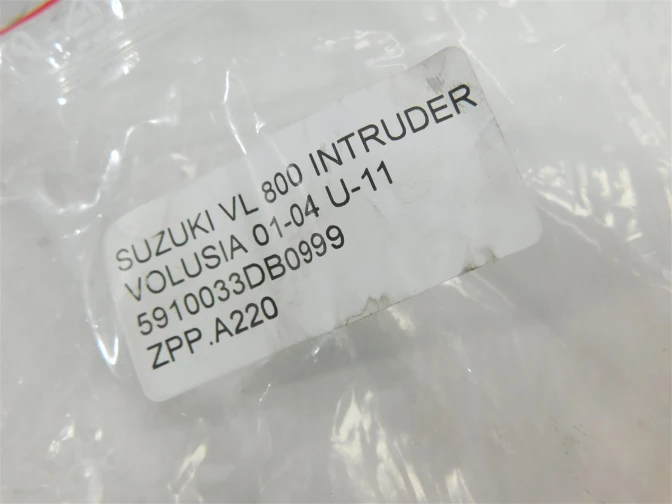 SUZUKI VL 800 INTRUDER
VOLUSIA 01-04 U-11
5910033DB0999
ZPP.A220